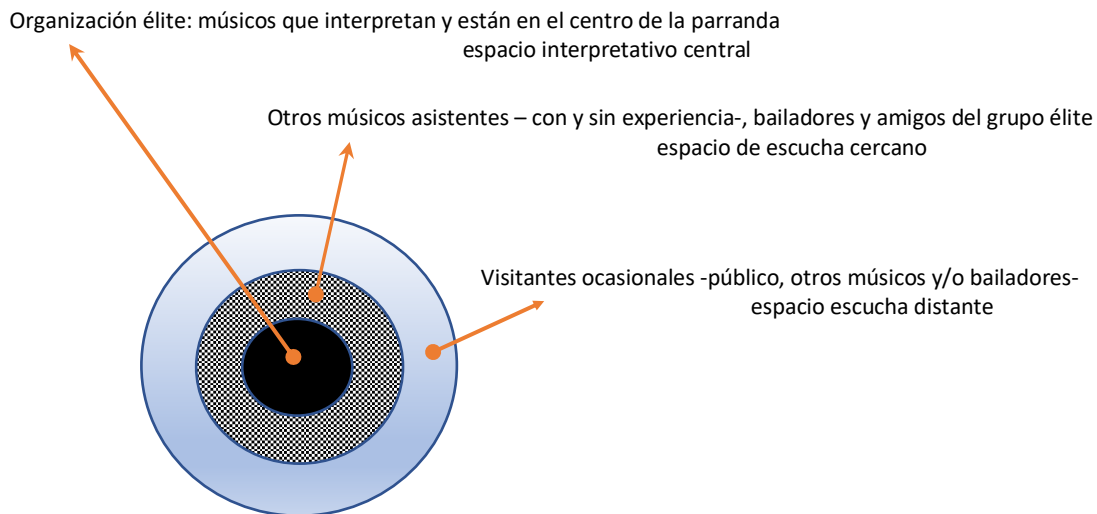 Organización élite: músicos que interpretan y están en el centro de la parranda
espacio interpretativo central
Otros músicos asistentes – con y sin experiencia-, bailadores y amigos del grupo élite
espacio de escucha cercano
Visitantes ocasionales -público, otros músicos y/o bailadores-
espacio escucha distante